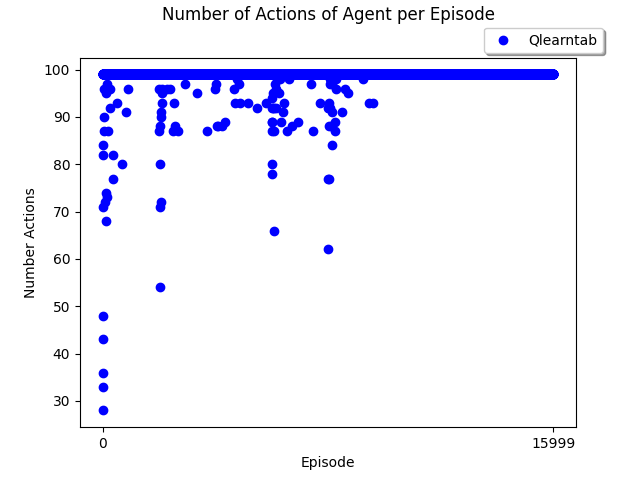 Number of Actions of Agent per Episode
Qlearntab
100
90
80
70
60
50
40
30
Number Actions
0
15999
Episode